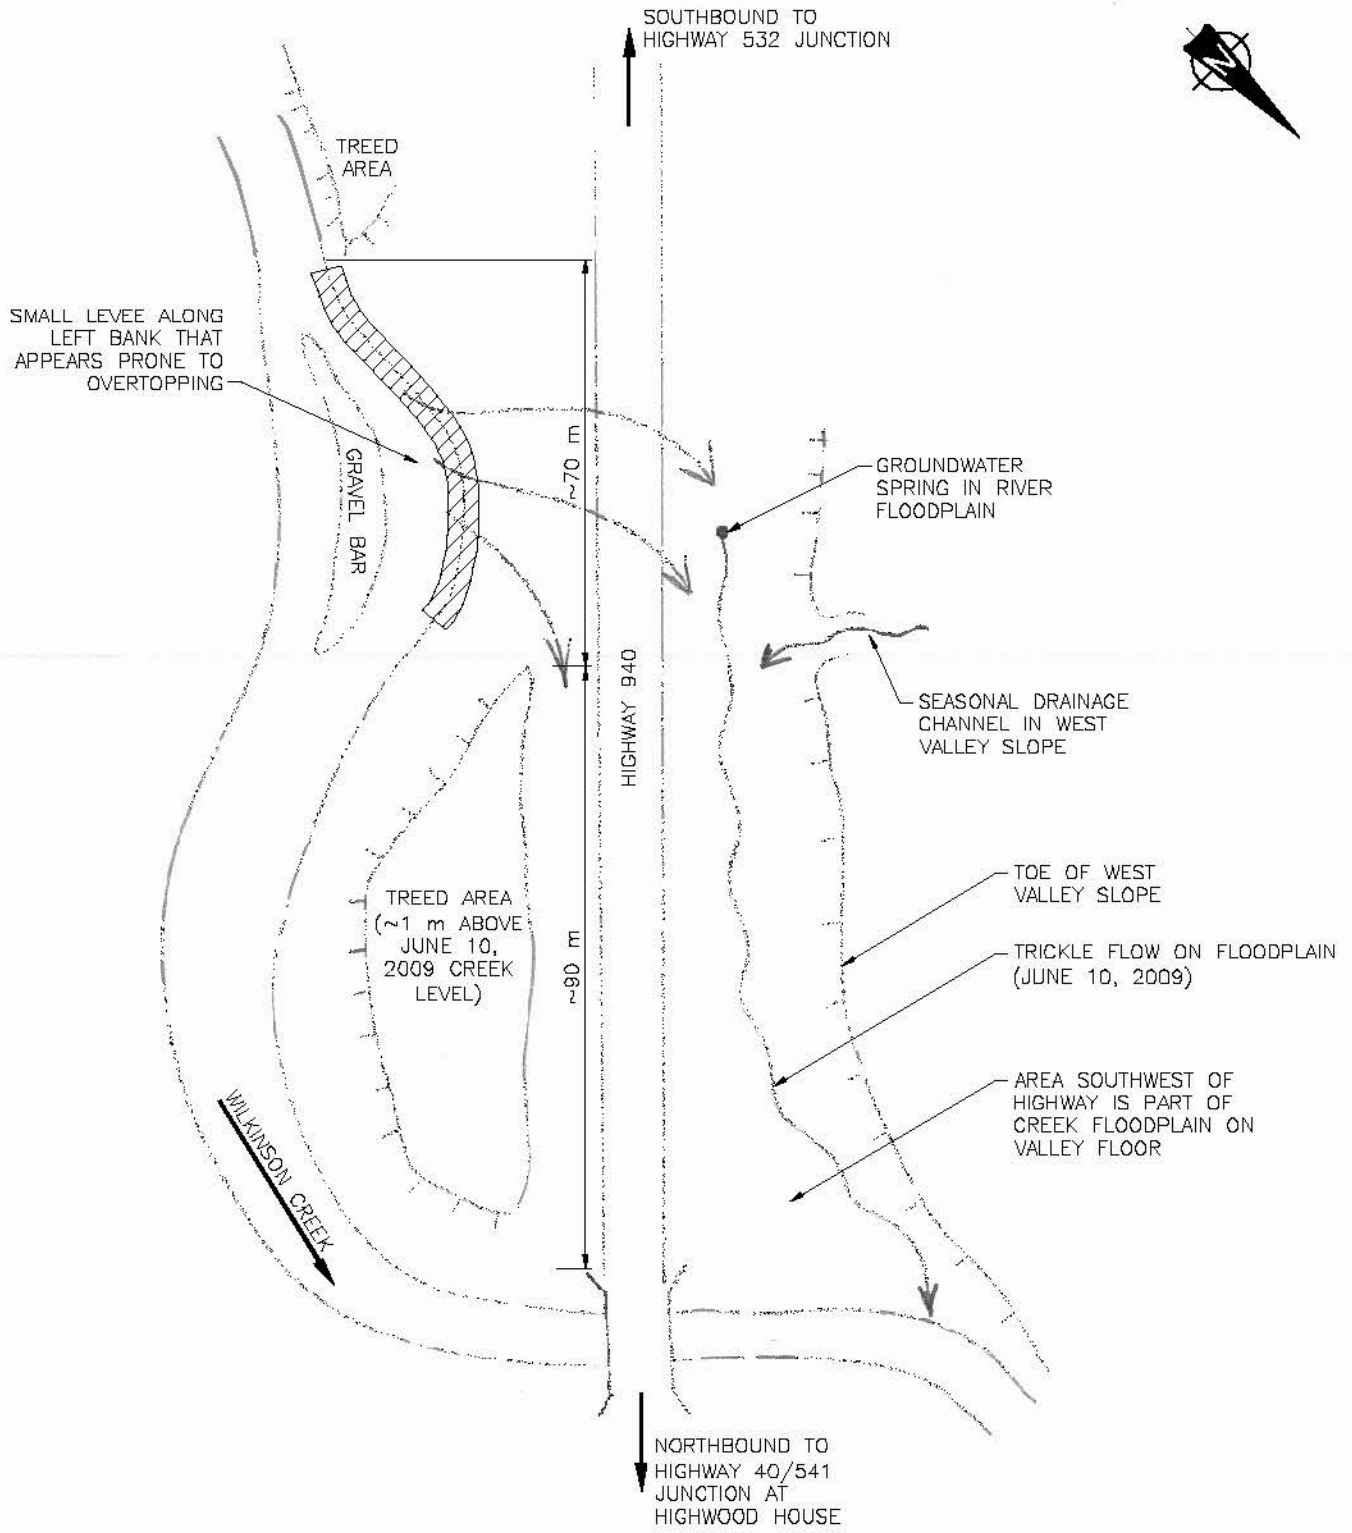 SOUTHBOUND TO
HIGHWAY 532 JUNCTION
N
TREED
AREA
SMALL LEVEE ALONG
LEFT BANK THAT
APPEARS PRONE TO
OVERTOPPING
GRAVEL BAR
~70 m
GROUNDWATER
SPRING IN RIVER
FLOODPLAIN
HIGHWAY 940
SEASONAL DRAINAGE
CHANNEL IN WEST
VALLEY SLOPE
TREED AREA
(~1 m ABOVE
JUNE 10,
2009 CREEK
LEVEL)
~90 m
TOE OF WEST
VALLEY SLOPE
TRICKLE FLOW ON FLOODPLAIN
(JUNE 10, 2009)
AREA SOUTHWEST OF
HIGHWAY IS PART OF
CREEK FLOODPLAIN ON
VALLEY FLOOR
WILKINSON CREEK
NORTHBOUND TO
HIGHWAY 40/541
JUNCTION AT
HIGHWOOD HOUSE